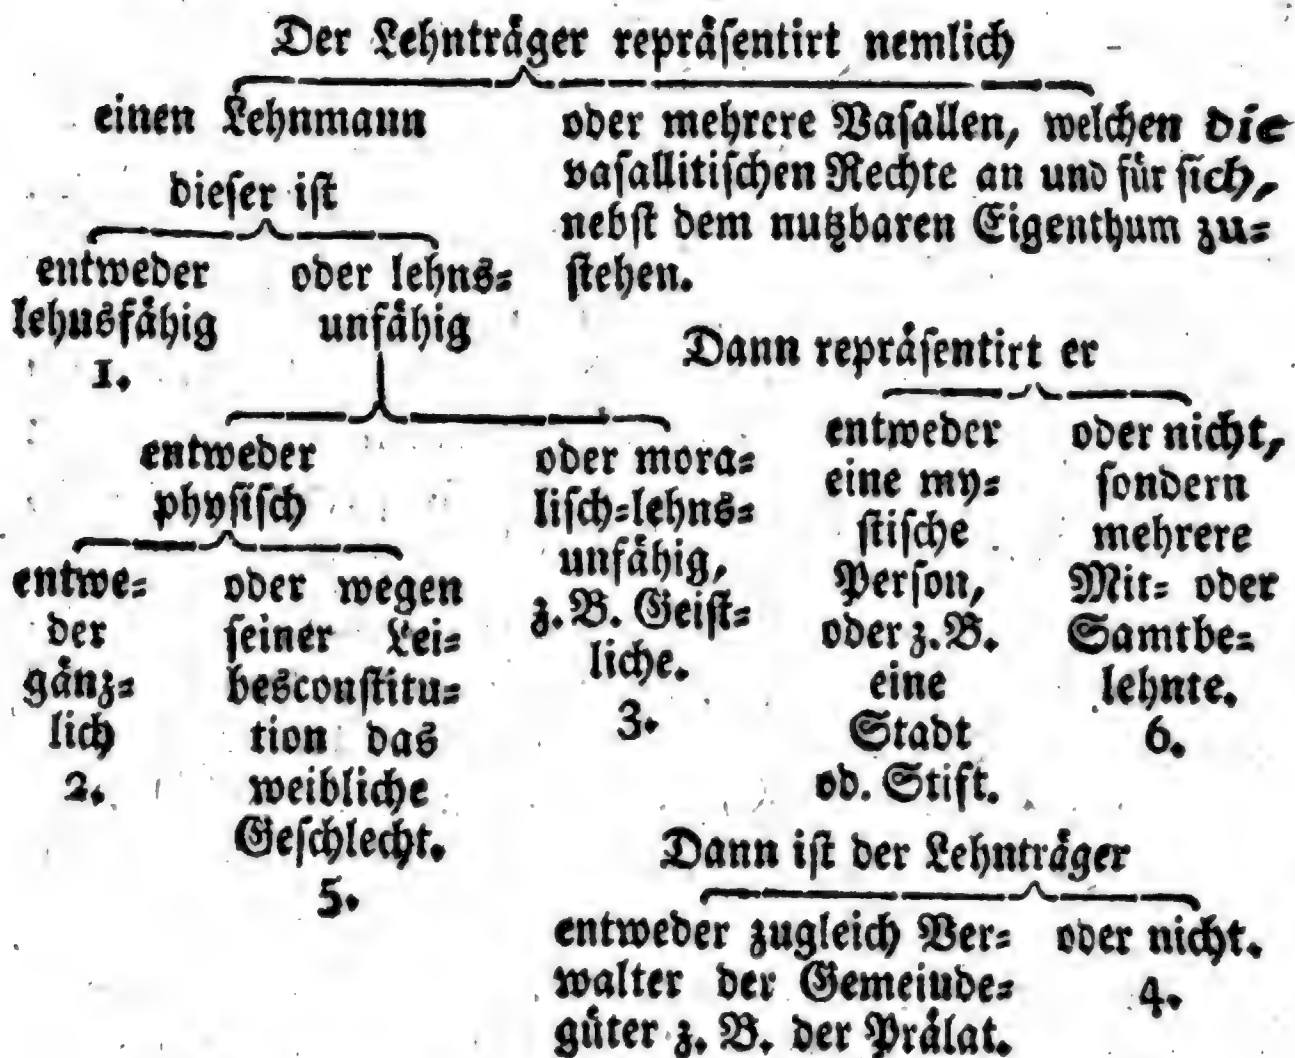 Der Lehnträger repräſentirt nemlich
einen Lehnmann
dieſer iſt
entweder
lehnsfähig
1.
oder lehns⸗
unfähig
entweder
phyſiſch
entwe⸗
der
gänz⸗
lich
2.
oder wegen
ſeiner Lei⸗
besconſtitu⸗
tion das
weibliche
Geſchlecht.
5.
oder mora⸗
liſch⸗lehns⸗
unfähig,
z. B. Geiſt⸗
liche.
3.
oder mehrere Vaſallen, welchen die
vaſallitiſchen Rechte an und für ſich,
nebſt dem nutzbaren Eigenthum zu⸗
ſtehen.
Dann repräſentirt er
entweder
eine my⸗
ſtiſche
Perſon,
oder z. B.
eine
Stadt
od. Stift.
oder nicht,
ſondern
mehrere
Mit⸗ oder
Samtbe⸗
lehnte.
6.
Dann iſt der Lehnträger
entweder zugleich Ver⸗
walter der Gemeinde⸗
güter z. B. der Prälat.
oder nicht.
4.